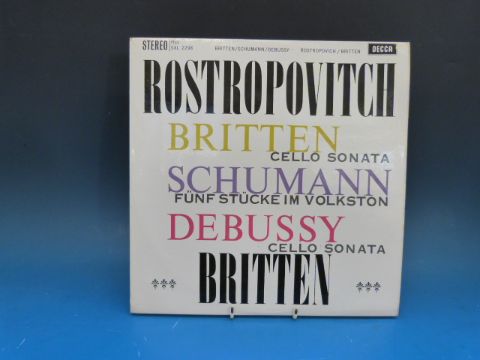 STEREO SXL 2298 BRITTEN/SCHUMANN/DEBUSSY ROSTROPOVITCH/BRITTEN DECCA
ROSTROPOVITCH
BRITTEN
CELLO SONATA
SCHUMANN
FÜNF STÜCKE IM VOLKSTON
DEBUSSY
CELLO SONATA
BRITTEN